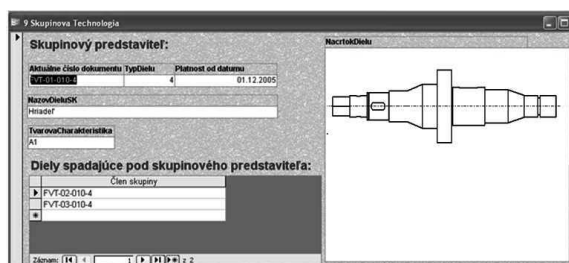 9 Skupinova Technologia
Skupinový predstaviteľ:
Aktuálne číslo dokumentu TypDielu Platnost od datumu
FVT-01-010-4 4 01.12.2005
NazovDieluSK
Hriadeľ
TvarovaCharakteristika
A1
Diely spadajúce pod skupinového predstaviteľa:
Člen skupiny
FVT-02-010-4
FVT-03-010-4
Záznam: 1 z 2
NacrtokDielu